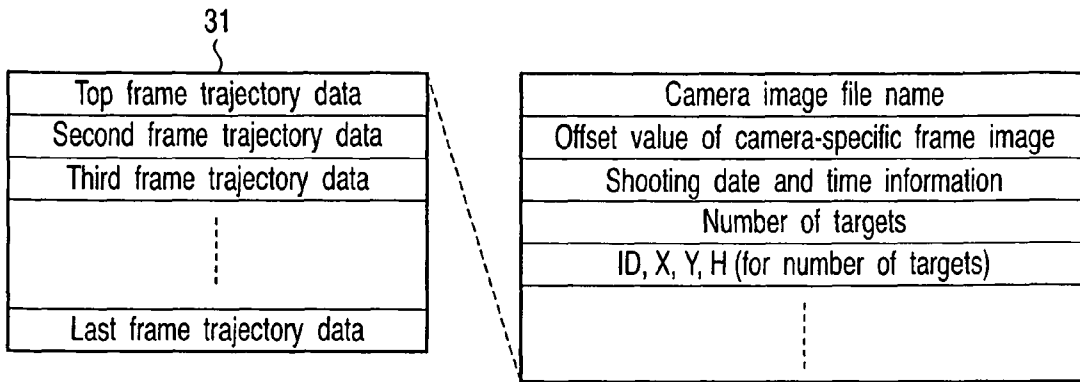 31
Top frame trajectory data
Second frame trajectory data
Third frame trajectory data
Last frame trajectory data
Camera image file name
Offset value of camera-specific frame image
Shooting date and time information
Number of targets
ID, X, Y, H (for number of targets)